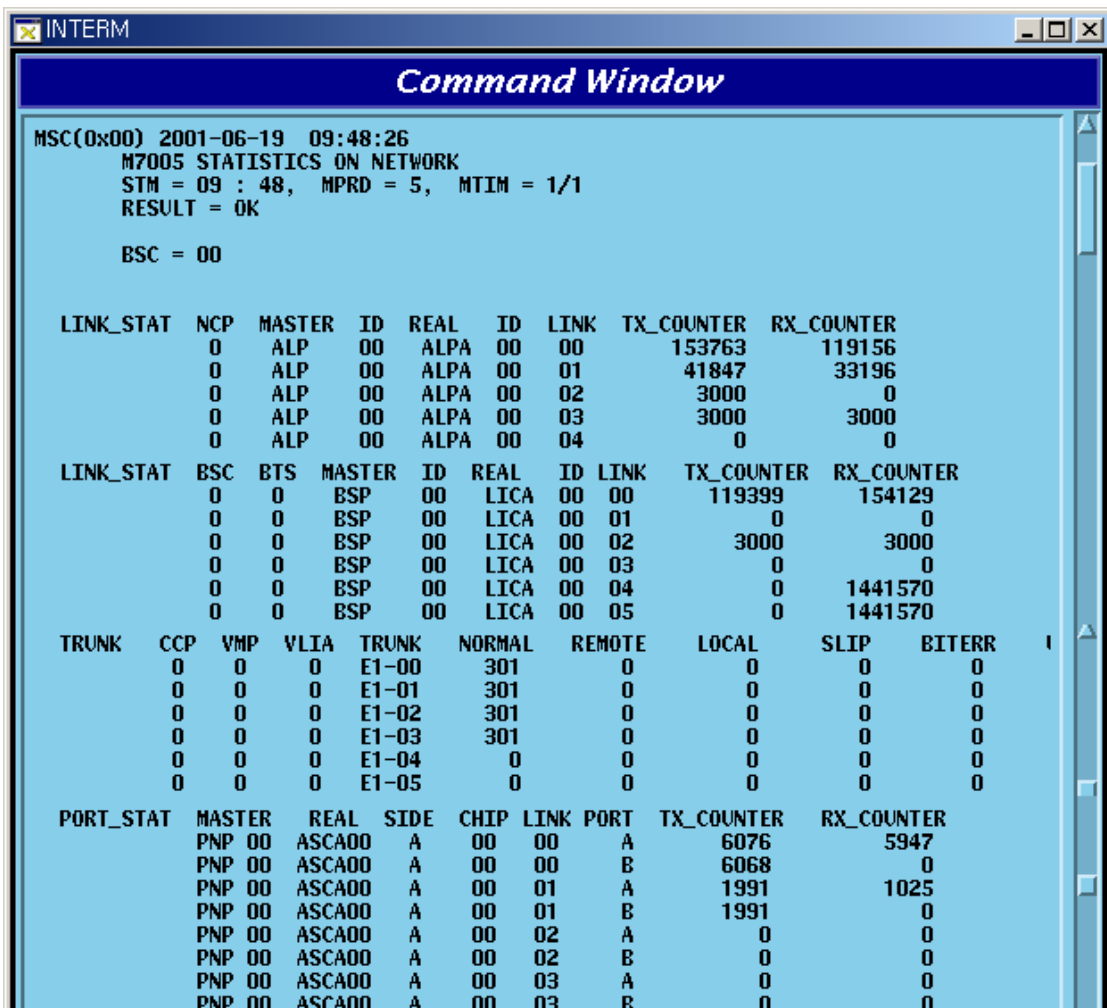 INTERM
Command Window
MSC(0x00) 2001-06-19 09:48:26
M7005 STATISTICS ON NETWORK
STM = 09 : 48, MPRD = 5, MTIM = 1/1
RESULT = OK
BSC = 00
LINK_STAT NCP MASTER ID REAL ID LINK TX_COUNTER RX_COUNTER
0 ALP 00 ALPA 00 00 153763 119156
0 ALP 00 ALPA 00 01 41847 33196
0 ALP 00 ALPA 00 02 3000 0
0 ALP 00 ALPA 00 03 3000 3000
0 ALP 00 ALPA 00 04 0 0
LINK_STAT BSC BTS MASTER ID REAL ID LINK TX_COUNTER RX_COUNTER
0 0 BSP 00 LICA 00 00 119399 154129
0 0 BSP 00 LICA 00 01 0 0
0 0 BSP 00 LICA 00 02 3000 3000
0 0 BSP 00 LICA 00 03 0 0
0 0 BSP 00 LICA 00 04 0 1441570
0 0 BSP 00 LICA 00 05 0 1441570
TRUNK CCP VMP VLIA TRUNK NORMAL REMOTE LOCAL SLIP BITERR
0 0 0 E1-00 301 0 0 0 0
0 0 0 E1-01 301 0 0 0 0
0 0 0 E1-02 301 0 0 0 0
0 0 0 E1-03 301 0 0 0 0
0 0 0 E1-04 0 0 0 0 0
0 0 0 E1-05 0 0 0 0 0
PORT_STAT MASTER REAL SIDE CHIP LINK PORT TX_COUNTER RX_COUNTER
PNP 00 ASCA00 A 00 00 A 6076 5947
PNP 00 ASCA00 A 00 00 B 6068 0
PNP 00 ASCA00 A 00 01 A 1991 1025
PNP 00 ASCA00 A 00 01 B 1991 0
PNP 00 ASCA00 A 00 02 A 0 0
PNP 00 ASCA00 A 00 02 B 0 0
PNP 00 ASCA00 A 00 03 A 0 0
PNP 00 ASCA00 A 00 03 B 0 0